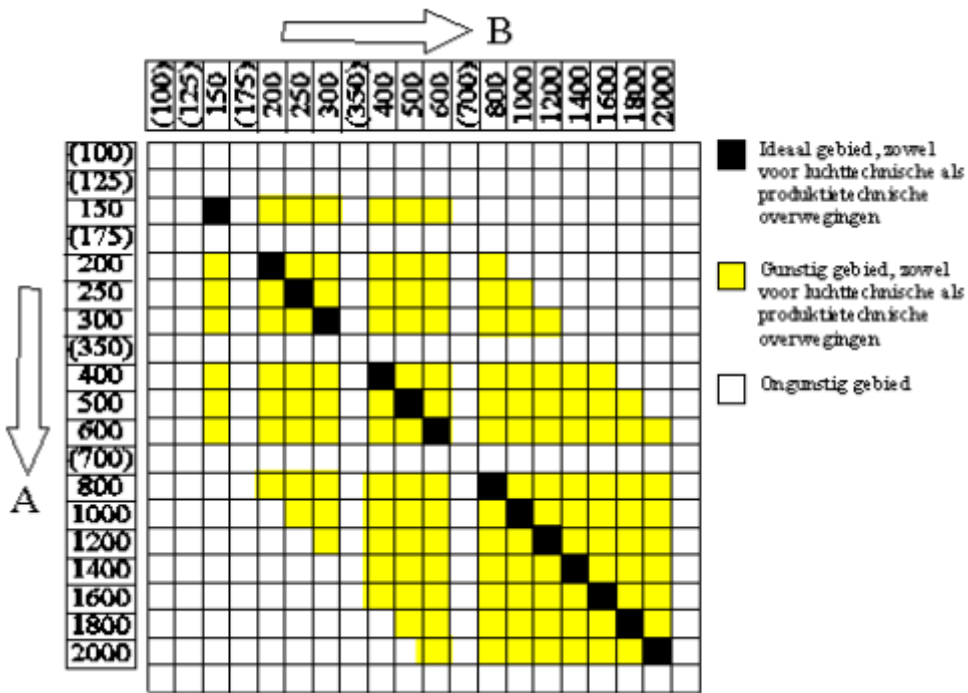 B
(100) (125) 150 (175) 200 250 300 (350) 400 500 600 (700) 800 1000 1200 1400 1600 1800 2000
(100)
(125)
150
(175)
200
250
300
(350)
400
500
600
(700)
800
1000
1200
1400
1600
1800
2000
A
Ideaal gebied, zowel
voor luchttechnische als
produktietechnische
overwegingen
Gunstig gebied, zowel
voor luchttechnische als
produktietechnische
overwegingen
Ongunstig gebied